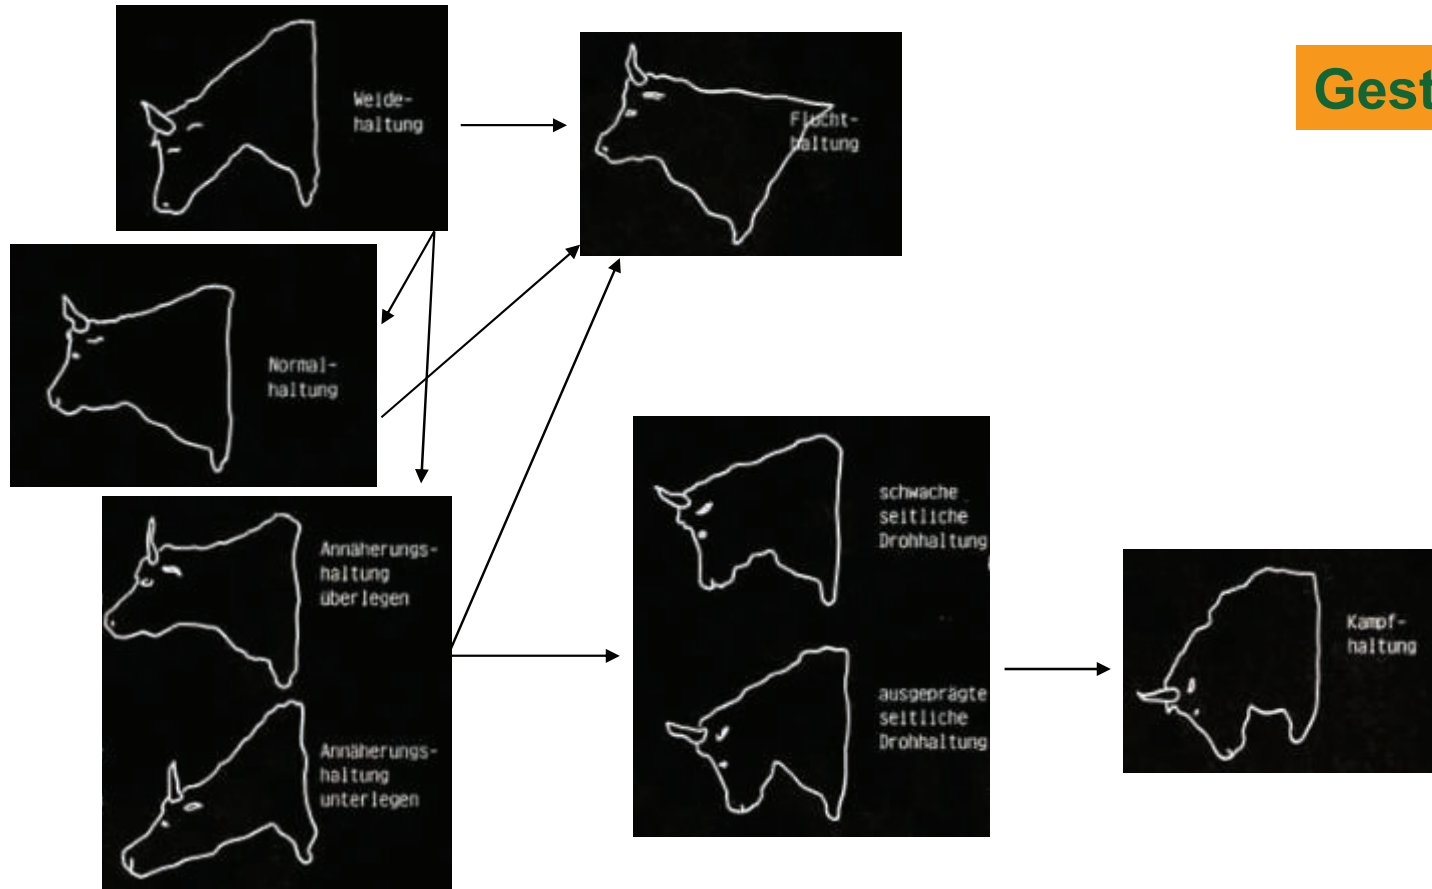 Weide-
haltung
Flucht-
haltung
Gest
Normal-
haltung
Annäherungs-
haltung
überlegen
Annäherungs-
haltung
unterlegen
schwache
seitliche
Drohhaltung
ausgeprägte
seitliche
Drohhaltung
Kampf-
haltung